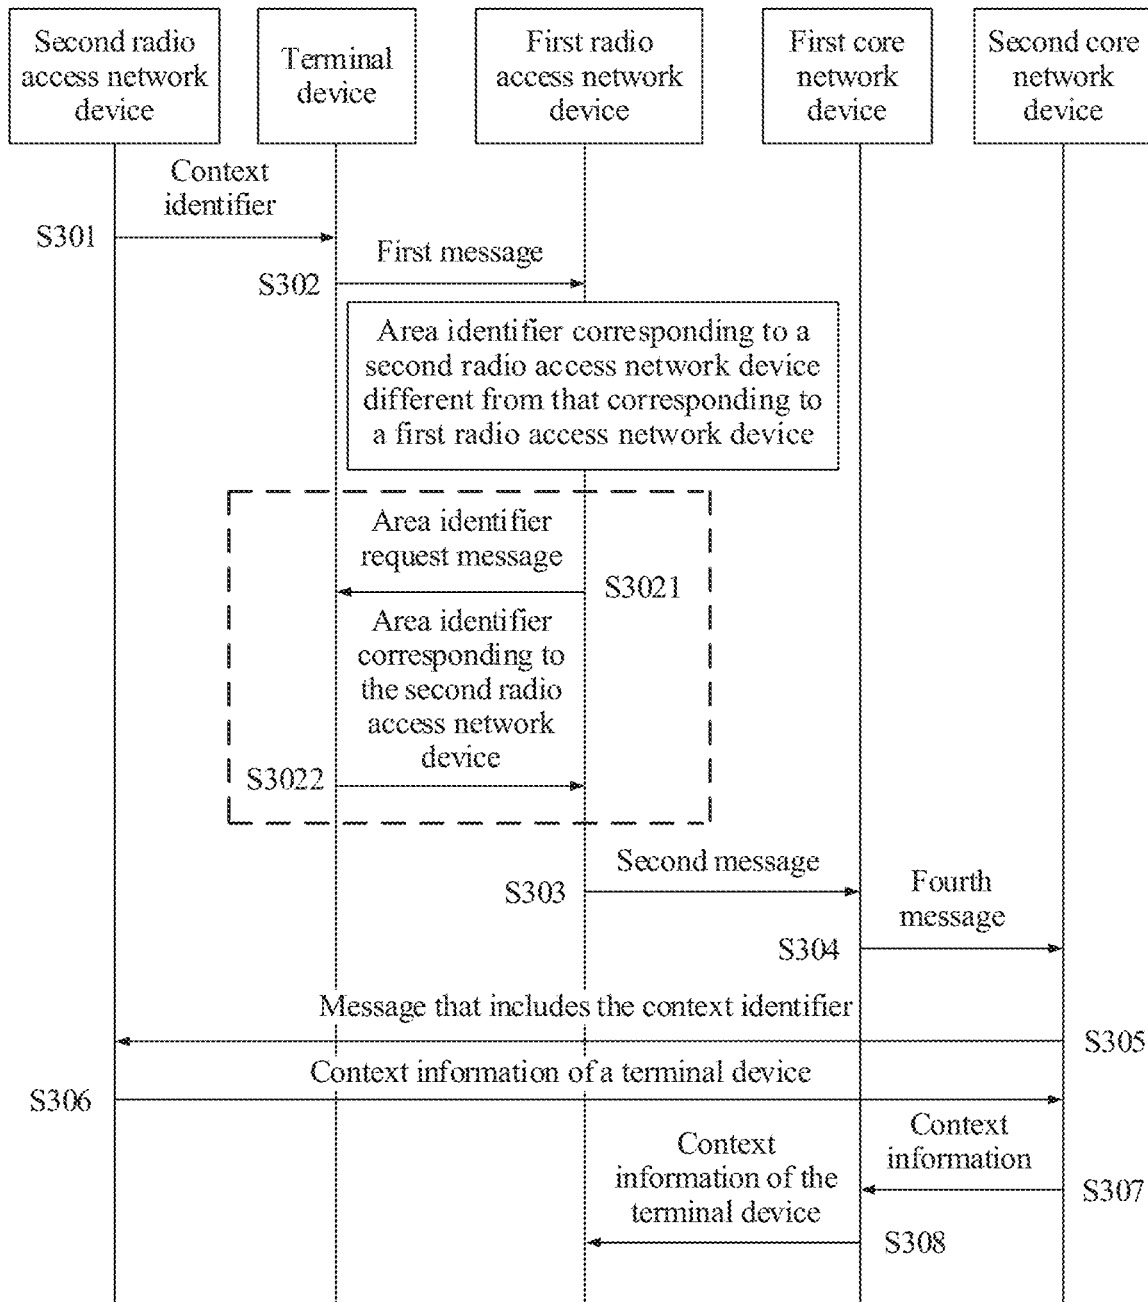 Second radio
access network
device
Terminal
device
First radio
access network
device
First core
network
device
Second core
network
device
Context
identifier
S301
First message
S302
Area identifier corresponding to a
second radio access network device
different from that corresponding to
a first radio access network device
Area identifier
request message
S3021
Area identifier
corresponding to
the second radio
access network
device
S3022
Second message
S303
Fourth
message
S304
Message that includes the context identifier
S305
Context information of a terminal device
S306
Context
information
S307
Context
information of the
terminal device
S308